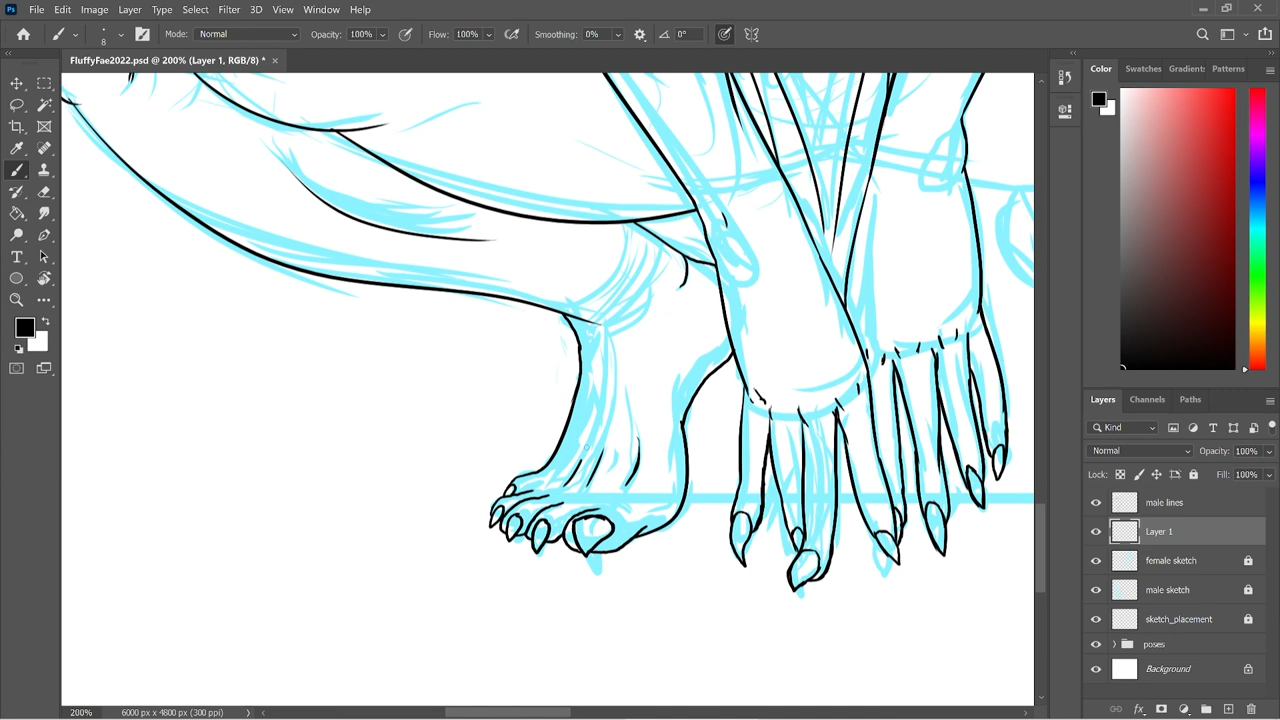 Ps File Edit Image Layer Type Select Filter 3D View Window Help
8 Mode: Normal Opacity: 100% Flow: 100% Smoothing: 0% 0°
FluffyFae2022.psd @ 200% (Layer 1, RGB/8) *
Color Swatches Gradients Patterns
Layers Channels Paths
Kind
Normal Opacity: 100%
Lock: Fill: 100%
male lines
Layer 1
female sketch
male sketch
sketch_placement
poses
Background
fx
200% 6000 px x 4800 px (300 ppi)